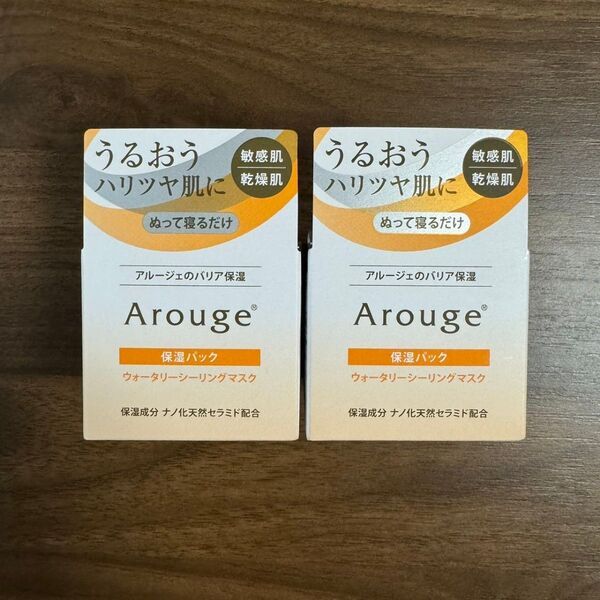 うるおう
ハリツヤ肌に
敏感肌
乾燥肌
ぬって寝るだけ
アルージェのバリア保湿
Arouge®
保湿パック
ウォータリーシーリングマスク
保湿成分 ナノ化天然セラミド配合
うるおう
ハリツヤ肌に
敏感肌
乾燥肌
ぬって寝るだけ
アルージェのバリア保湿
Arouge®
保湿パック
ウォータリーシーリングマスク
保湿成分 ナノ化天然セラミド配合